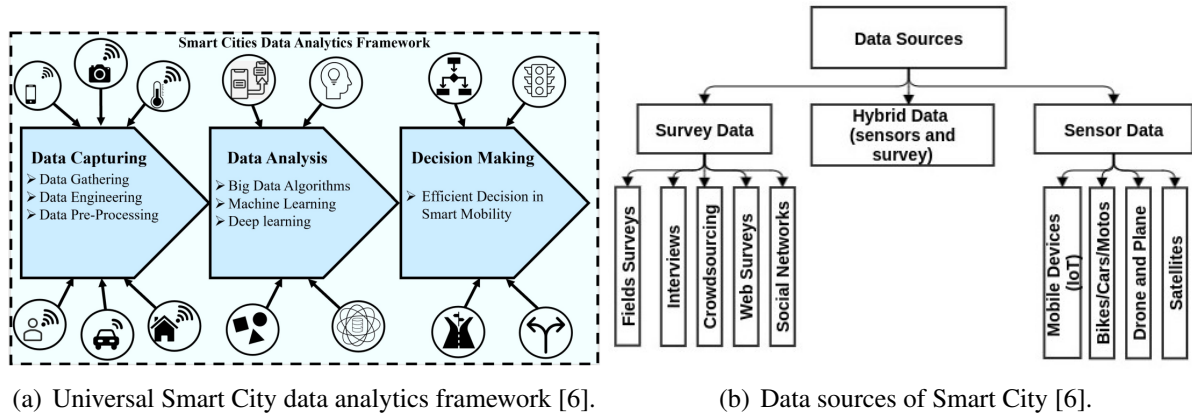 Smart Cities Data Analytics Framework
Data Capturing
➢ Data Gathering
➢ Data Engineering
➢ Data Pre-Processing
Data Analysis
➢ Big Data Algorithms
➢ Machine Learning
➢ Deep learning
Decision Making
➢ Efficient Decision in
Smart Mobility
(a) Universal Smart City data analytics framework [6].
Data Sources
Survey Data
Hybrid Data
(sensors and
survey)
Sensor Data
Fields Surveys
Interviews
Crowdsourcing
Web Surveys
Social Networks
Mobile Devices
(IoT)
Bikes/Cars/Motos
Drone and Plane
Satellites
(b) Data sources of Smart City [6].